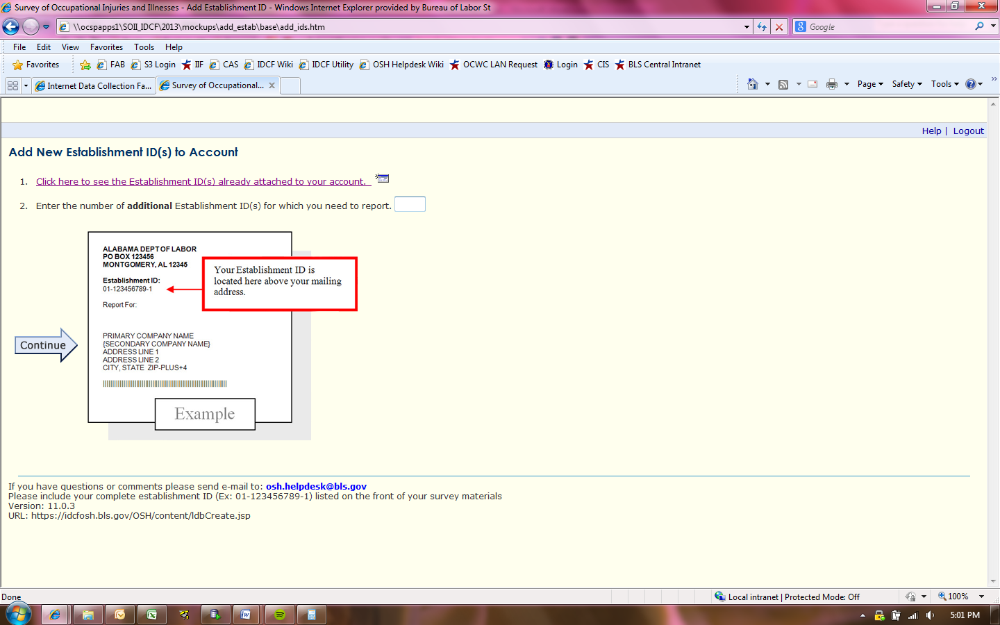 Survey of Occupational Injuries and Illnesses - Add Establishment ID - Windows Internet Explorer provided by Bureau of Labor St
\\ocspapps1\SOII_IDCF\2013\mockups\add_estab\base\add_ids.htm
Google
File Edit View Favorites Tools Help
Favorites FAB S3 Login IIF CAS IDCF Wiki IDCF Utility OSH Helpdesk Wiki OCWC LAN Request Login CIS BLS Central Intranet
Internet Data Collection Fa... Survey of Occupational... Page Safety Tools
Help | Logout
Add New Establishment ID(s) to Account
1. Click here to see the Establishment ID(s) already attached to your account.
2. Enter the number of additional Establishment ID(s) for which you need to report.
ALABAMA DEPT OF LABOR
PO BOX 123456
MONTGOMERY, AL 12345
Establishment ID:
01-123456789-1
Report For:
Your Establishment ID is
located here above your mailing
address.
Continue
PRIMARY COMPANY NAME
{SECONDARY COMPANY NAME}
ADDRESS LINE 1
ADDRESS LINE 2
CITY, STATE ZIP-PLUS+4
Example
If you have questions or comments please send e-mail to: osh.helpdesk@bls.gov
Please include your complete establishment ID (Ex: 01-123456789-1) listed on the front of your survey materials
Version: 11.0.3
URL: https://idcfosh.bls.gov/OSH/content/ldbCreate.jsp
Done
Local intranet | Protected Mode: Off
100%
5:01 PM